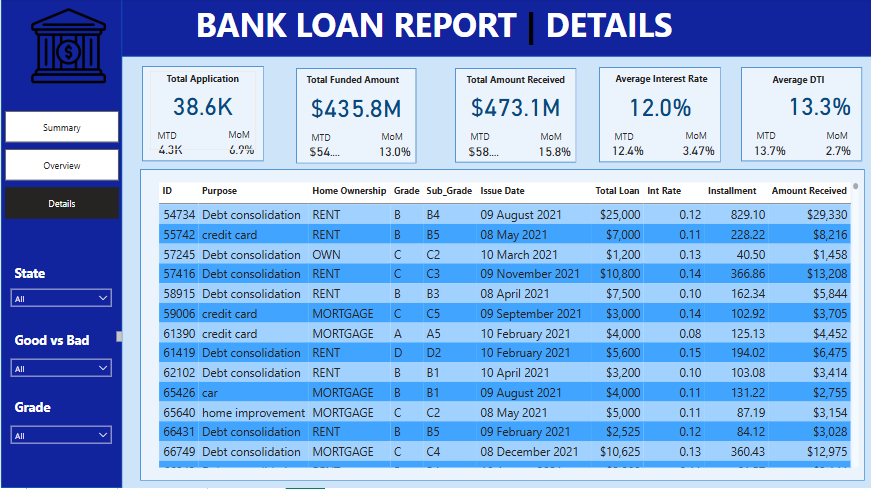 BANK LOAN REPORT | DETAILS
$
Summary
Overview
Details
State
All
Good vs Bad
All
Grade
All
Total Application
38.6K
MTD MoM
4.3K 6.9%
Total Funded Amount
$435.8M
MTD MoM
$54.... 13.0%
Total Amount Received
$473.1M
MTD MoM
$58.... 15.8%
Average Interest Rate
12.0%
MTD MoM
12.4% 3.47%
Average DTI
13.3%
MTD MoM
13.7% 2.7%
ID Purpose Home Ownership Grade Sub_Grade Issue Date Total Loan Int Rate Installment Amount Received
54734 Debt consolidation RENT B B4 09 August 2021 $25,000 0.12 829.10 $29,330
55742 credit card RENT B B5 08 May 2021 $7,000 0.11 228.22 $8,216
57245 Debt consolidation OWN C C2 10 March 2021 $1,200 0.13 40.50 $1,458
57416 Debt consolidation RENT C C3 09 November 2021 $10,800 0.14 366.86 $13,208
58915 Debt consolidation RENT B B3 08 April 2021 $7,500 0.10 162.34 $5,844
59006 credit card MORTGAGE C C5 09 September 2021 $3,000 0.14 102.92 $3,705
61390 credit card MORTGAGE A A5 10 February 2021 $4,000 0.08 125.13 $4,452
61419 Debt consolidation RENT D D2 10 February 2021 $5,600 0.15 194.02 $6,475
62102 Debt consolidation RENT B B1 10 April 2021 $3,200 0.10 103.08 $3,414
65426 car MORTGAGE B B1 09 August 2021 $4,000 0.11 131.22 $2,755
65640 home improvement MORTGAGE C C2 08 May 2021 $5,000 0.11 87.19 $3,154
66431 Debt consolidation RENT B B5 09 February 2021 $2,525 0.12 84.12 $3,028
66749 Debt consolidation MORTGAGE C C4 08 December 2021 $10,625 0.13 360.43 $12,975